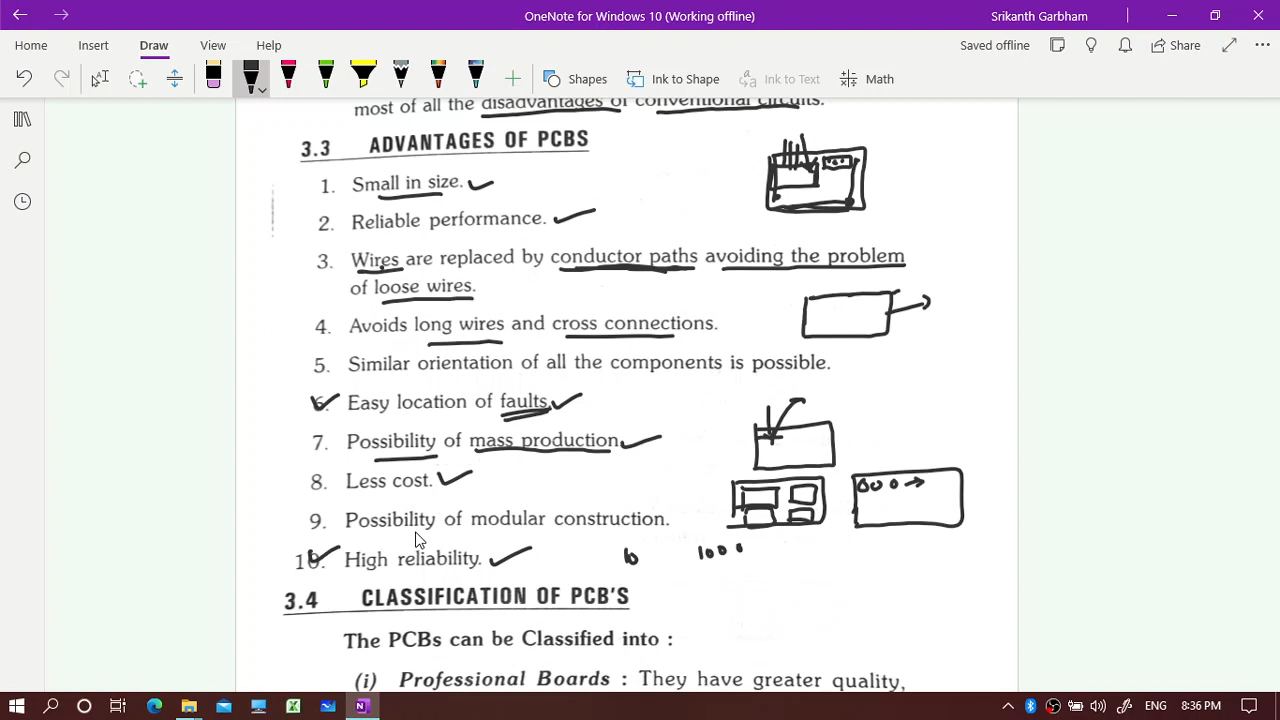 OneNote for Windows 10 (Working offline)
Srikanth Garbham
Home Insert Draw View Help
Saved offline
Share
Shapes
Ink to Shape
Ink to Text
Math
most of all the disadvantages of conventional circuits.
3.3 ADVANTAGES OF PCBS
1. Small in size.
2. Reliable performance.
3. Wires are replaced by conductor paths avoiding the problem
of loose wires.
4. Avoids long wires and cross connections.
5. Similar orientation of all the components is possible.
6. Easy location of faults.
7. Possibility of mass production
8. Less cost.
9. Possibility of modular construction.
10. High reliability.
10 1000
3.4 CLASSIFICATION OF PCB'S
The PCBs can be Classified into :
(i) Professional Boards : They have greater quality,
ENG 8:36 PM